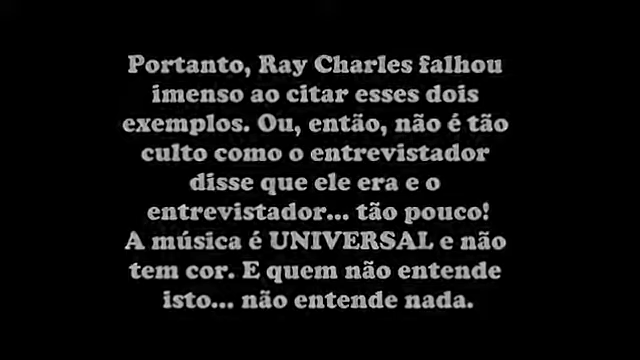 Portanto, Ray Charles falhou
imenso ao citar esses dois
exemplos. Ou, então, não é tão
culto como o entrevistador
disse que ele era e o
entrevistador... tão pouco!
A música é UNIVERSAL e não
tem cor. E quem não entende
isto... não entende nada.